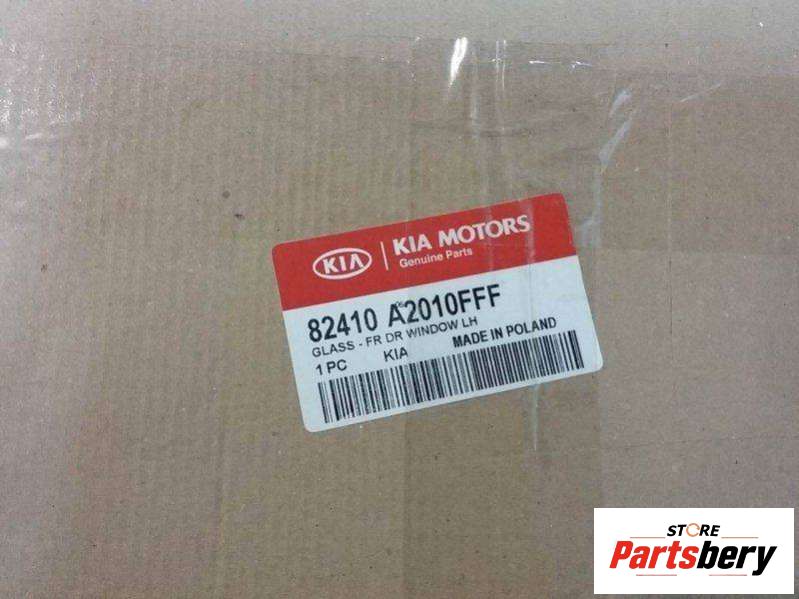 KIA
KIA MOTORS
Genuine Parts
82410 A2010FFF
GLASS - FR DR WINDOW LH
1 PC KIA MADE IN POLAND
STORE
Partsbery